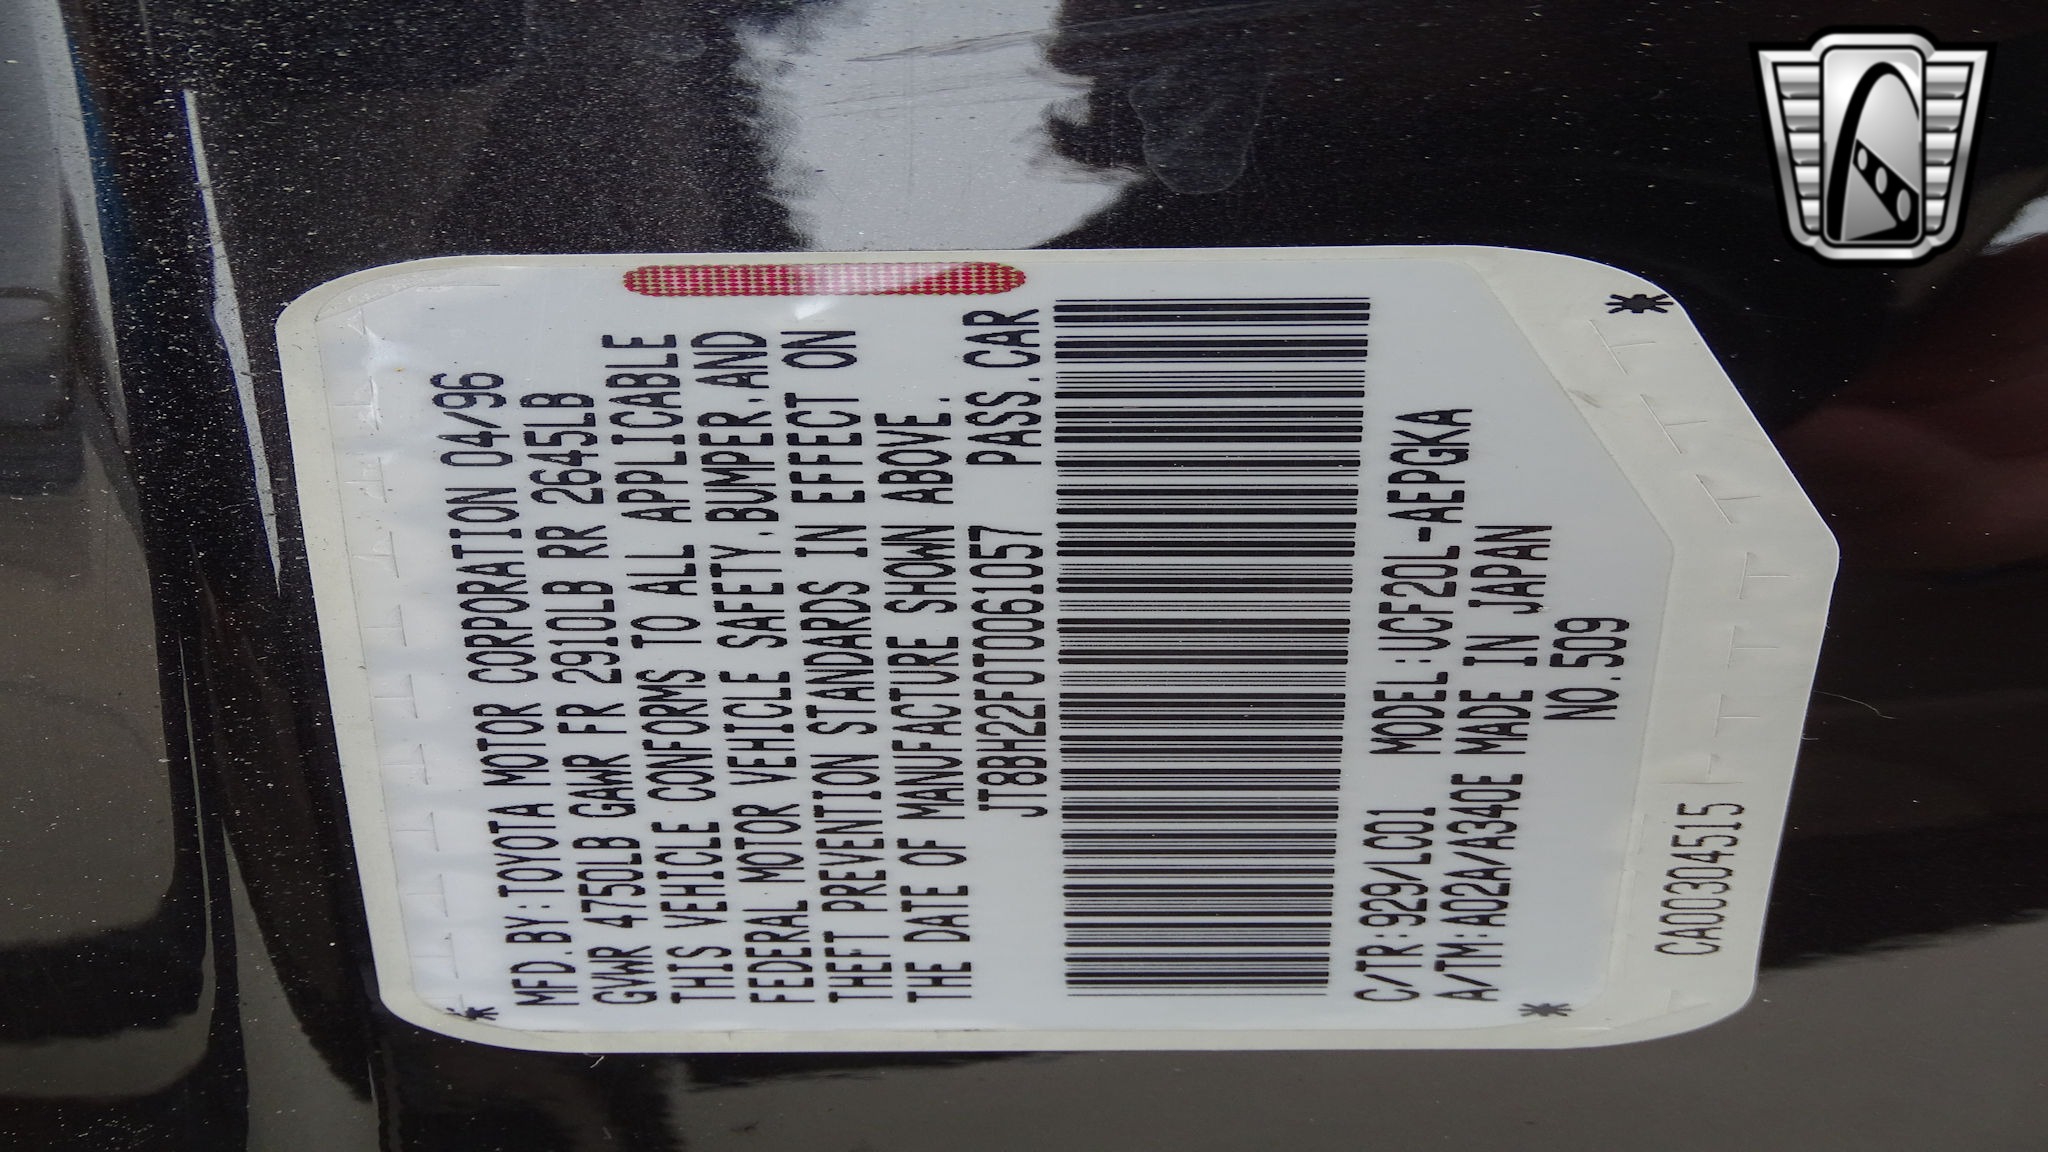 MFD.BY:TOYOTA MOTOR CORPORATION 04/96
GVWR 4750LB GAWR FR 2910LB RR 2645LB
THIS VEHICLE CONFORMS TO ALL APPLICABLE
FEDERAL MOTOR VEHICLE SAFETY.BUMPER.AND
THEFT PREVENTION STANDARDS IN EFFECT ON
THE DATE OF MANUFACTURE SHOWN ABOVE.
JT8BH22F0T0061057 PASS.CAR
C/TR:929/LC01 MODEL:UCF20L-AEPGKA
A/TM:A02A/A340E MADE IN JAPAN
NO.509
CA00304515